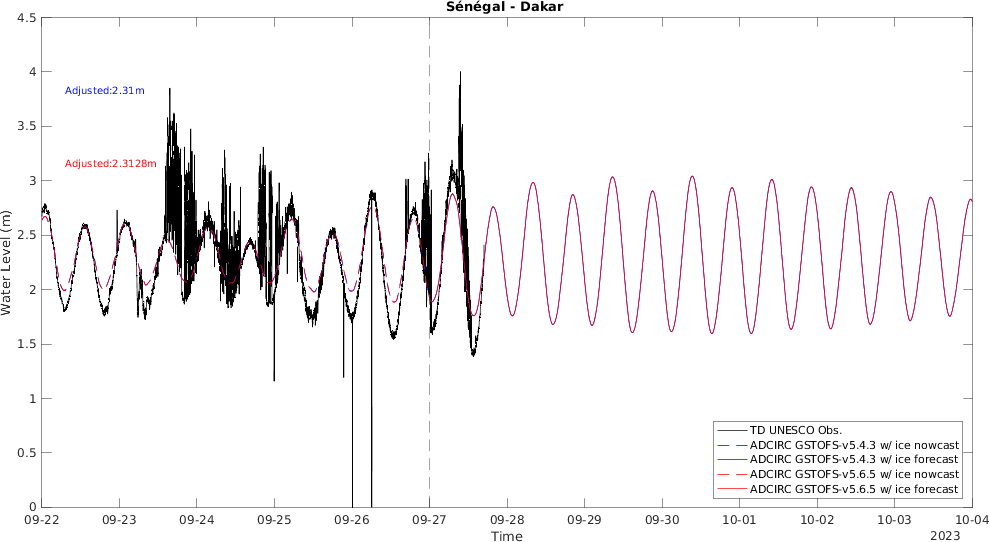 Sénégal - Dakar
Water Level (m)
4.5
4
3.5
3
2.5
2
1.5
1
0.5
0
Adjusted:2.31m
Adjusted:2.3128m
TD UNESCO Obs.
ADCIRC GSTOFS-v5.4.3 w/ ice nowcast
ADCIRC GSTOFS-v5.4.3 w/ ice forecast
ADCIRC GSTOFS-v5.6.5 w/ ice nowcast
ADCIRC GSTOFS-v5.6.5 w/ ice forecast
09-22 09-23 09-24 09-25 09-26 09-27 09-28 09-29 09-30 10-01 10-02 10-03 10-04
Time
2023